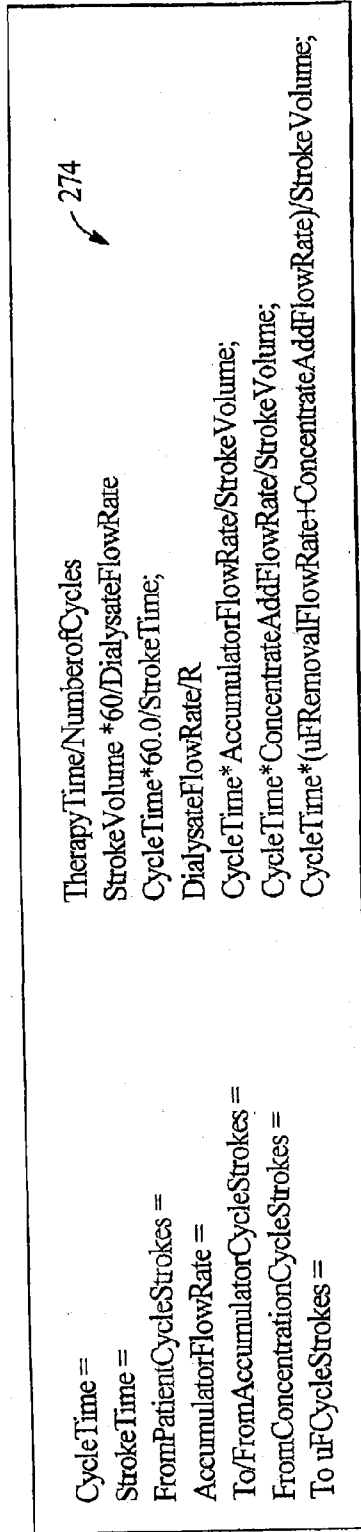 CycleTime = TherapyTime/NumberofCycles
StrokeTime = StrokeVolume *60/DialysateFlowRate
FromPatientCycleStrokes = CycleTime*60.0/StrokeTime;
AccumulatorFlowRate = DialysateFlowRate/R
To/FromAccumulatorCycleStrokes = CycleTime*AccumulatorFlowRate/StrokeVolume;
FromConcentrationCycleStrokes = CycleTime*ConcentrateAddFlowRate/StrokeVolume;
To uFCycleStrokes = CycleTime*(uFRemovalFlowRate+ConcentrateAddFlowRate)/StrokeVolume;
274